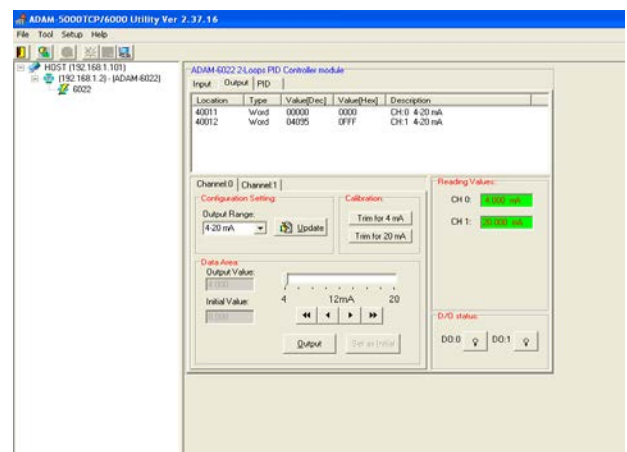 ADAM-5000TCP/6000 Utility Ver 2.37.16
File Tool Setup Help
HOST (192.168.1.101)
(192.168.1.2) - [ADAM-6022]
6022
ADAM-6022 2-Loops PID Controller module
Input Output PID
Location Type Value[Dec] Value[Hex] Description
40011 Word 00000 0000 CH:0 4-20 mA
40012 Word 04095 0FFF CH:1 4-20 mA
Channel:0 Channel:1
Configuration Setting:
Output Range:
4-20 mA Update
Calibration:
Trim for 4 mA
Trim for 20 mA
Data Area
Output Value:
4.000
4 12mA 20
Initial Value:
0.000
Output Set as Initial
Reading Values:
CH 0: 4.000 mA
CH 1: 20.000 mA
D/O status:
DO:0 DO:1